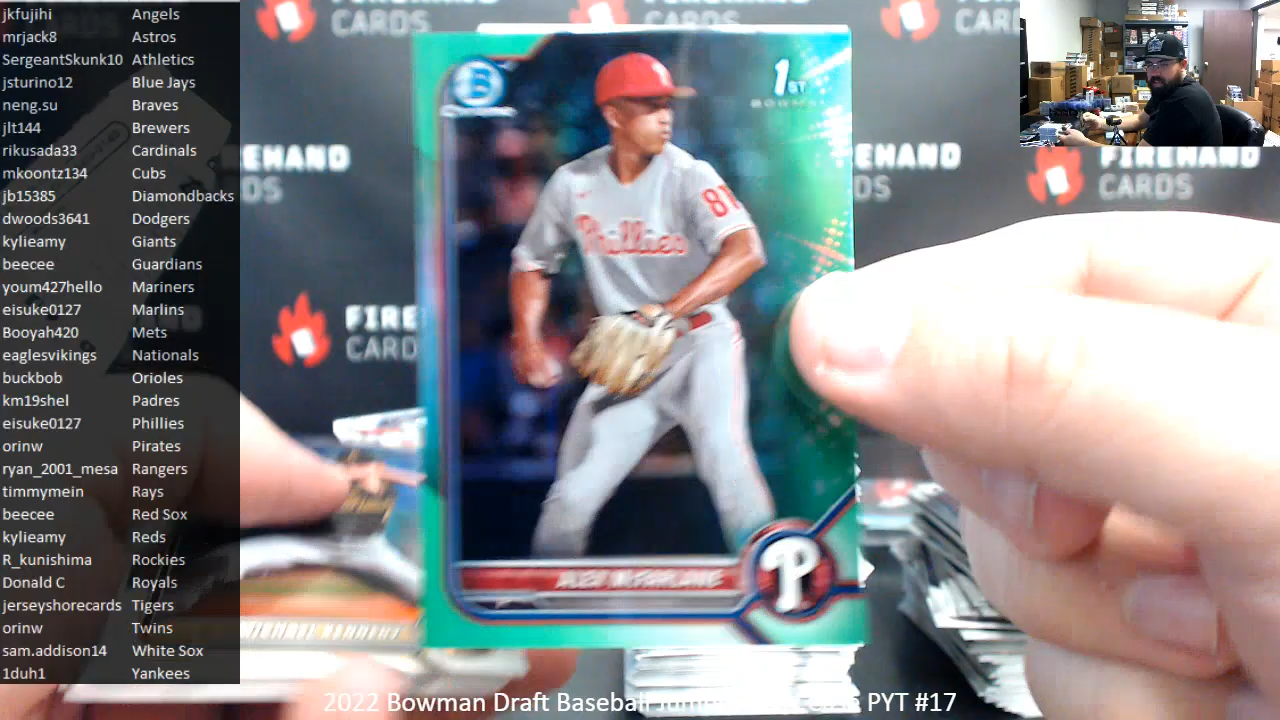 jkfujihi Angels
mrjack8 Astros
SergeantSkunk10 Athletics
jsturino12 Blue Jays
neng.su Braves
jlt144 Brewers
rikusada33 Cardinals
mkoontz134 Cubs
jb15385 Diamondbacks
dwoods3641 Dodgers
kylieamy Giants
beecee Guardians
youm427hello Mariners
eisuke0127 Marlins
Booyah420 Mets
eaglesvikings Nationals
buckbob Orioles
km19shel Padres
eisuke0127 Phillies
orinw Pirates
ryan_2001_mesa Rangers
timmymein Rays
beecee Red Sox
kylieamy Reds
R_kunishima Rockies
Donald C Royals
jerseyshorecards Tigers
orinw Twins
sam.addison14 White Sox
1duh1 Yankees
FIREHAND
CARDS
B
1ST
BOWMAN
81
Phillies
ALEX McFARLANE
P
2022 Bowman Draft Baseball PYT #17